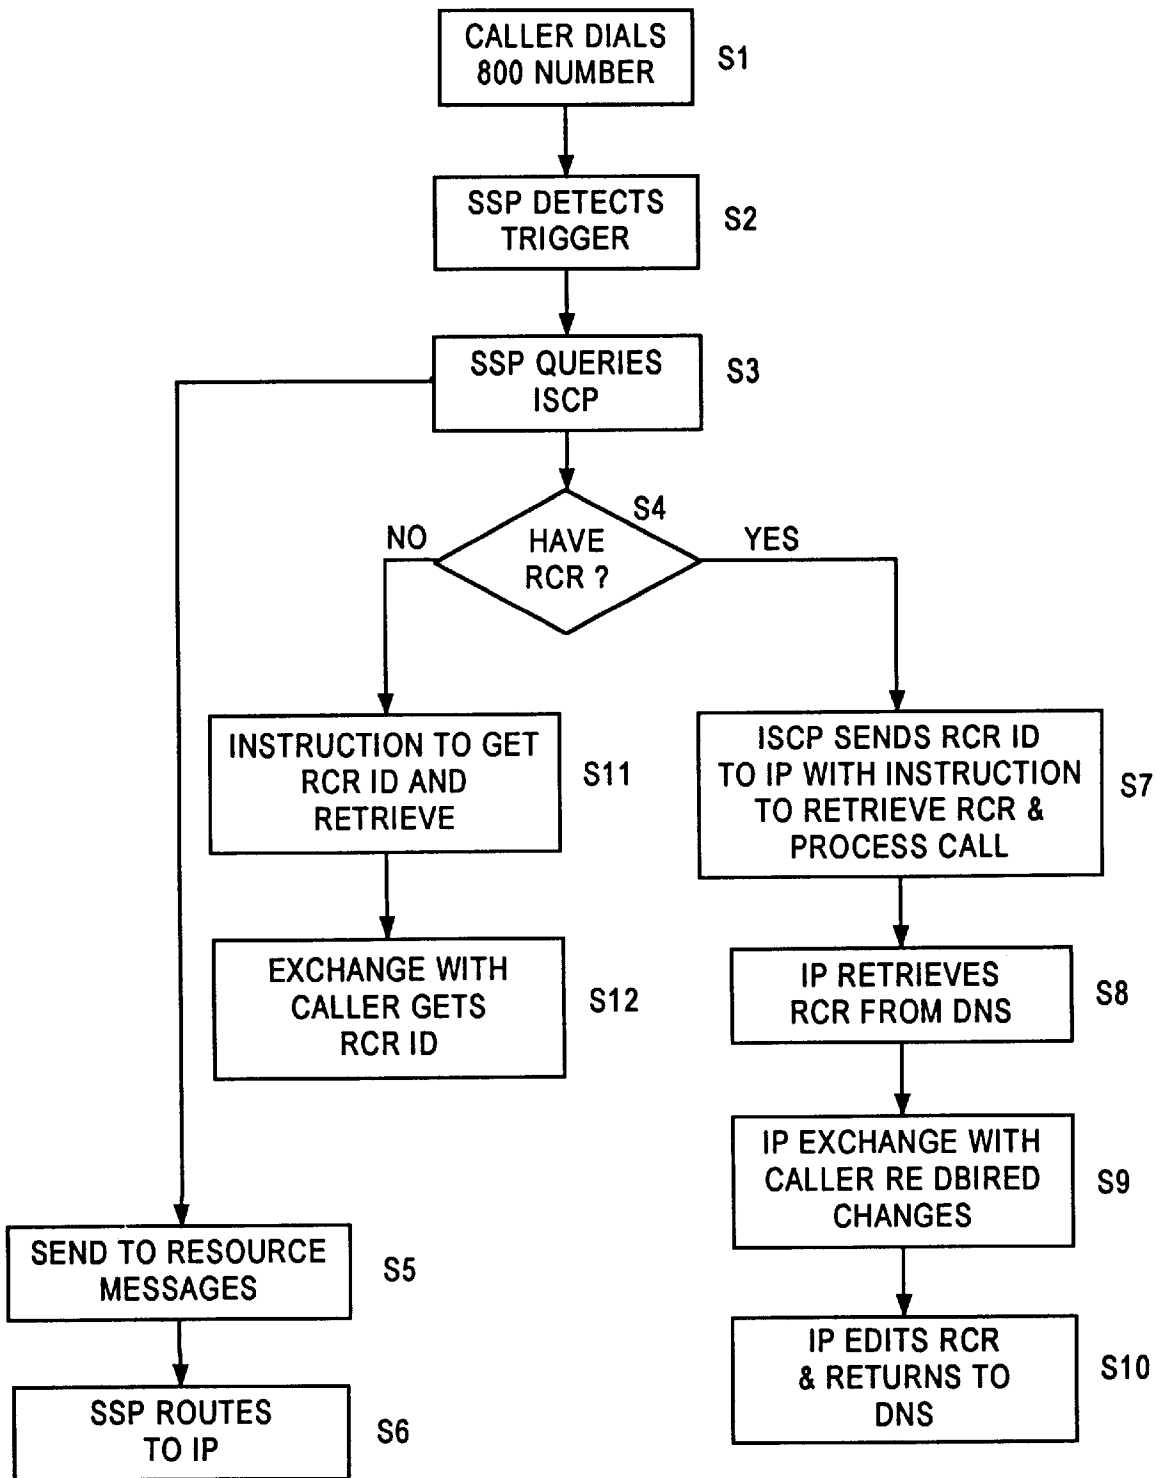 CALLER DIALS
800 NUMBER
S1
SSP DETECTS
TRIGGER
S2
SSP QUERIES
ISCP
S3
S4
HAVE
RCR ?
NO
YES
INSTRUCTION TO GET
RCR ID AND
RETRIEVE
S11
ISCP SENDS RCR ID
TO IP WITH INSTRUCTION
TO RETRIEVE RCR &
PROCESS CALL
S7
EXCHANGE WITH
CALLER GETS
RCR ID
S12
IP RETRIEVES
RCR FROM DNS
S8
IP EXCHANGE WITH
CALLER RE DBIRED
CHANGES
S9
SEND TO RESOURCE
MESSAGES
S5
IP EDITS RCR
& RETURNS TO
DNS
S10
SSP ROUTES
TO IP
S6